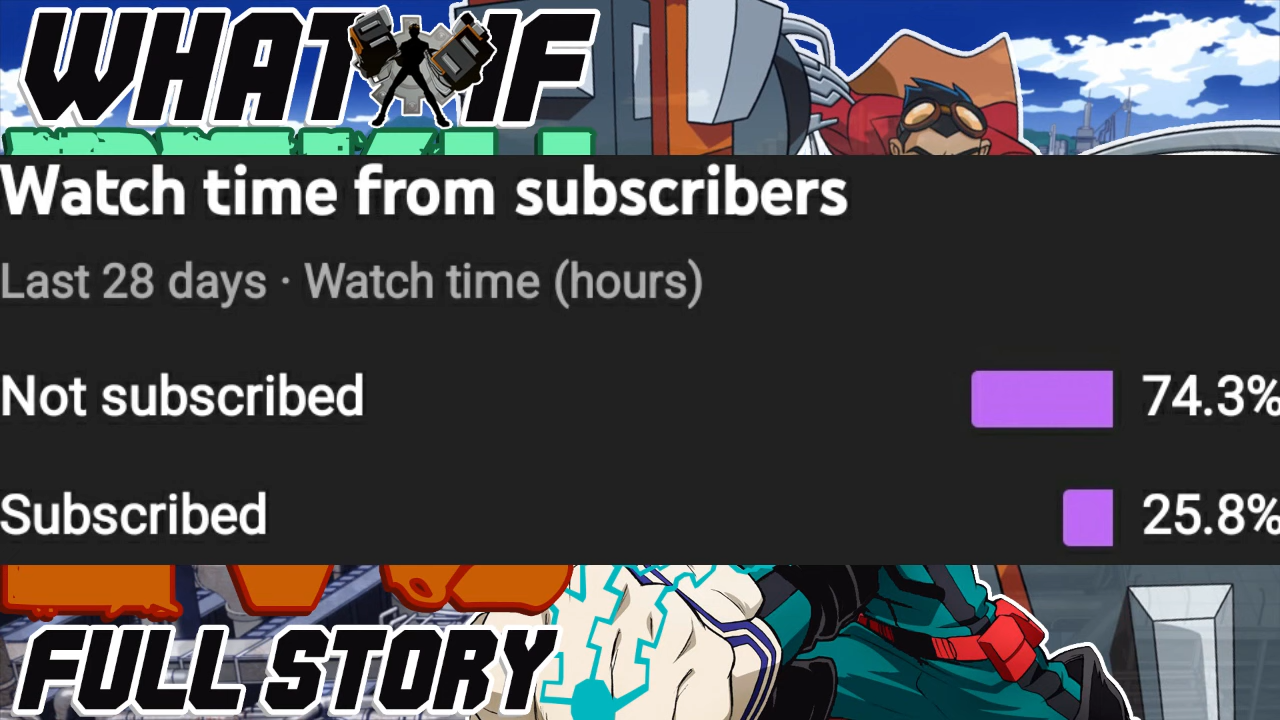 WHAT IF
Watch time from subscribers
Last 28 days · Watch time (hours)
Not subscribed 74.3%
Subscribed 25.8%
FULL STORY